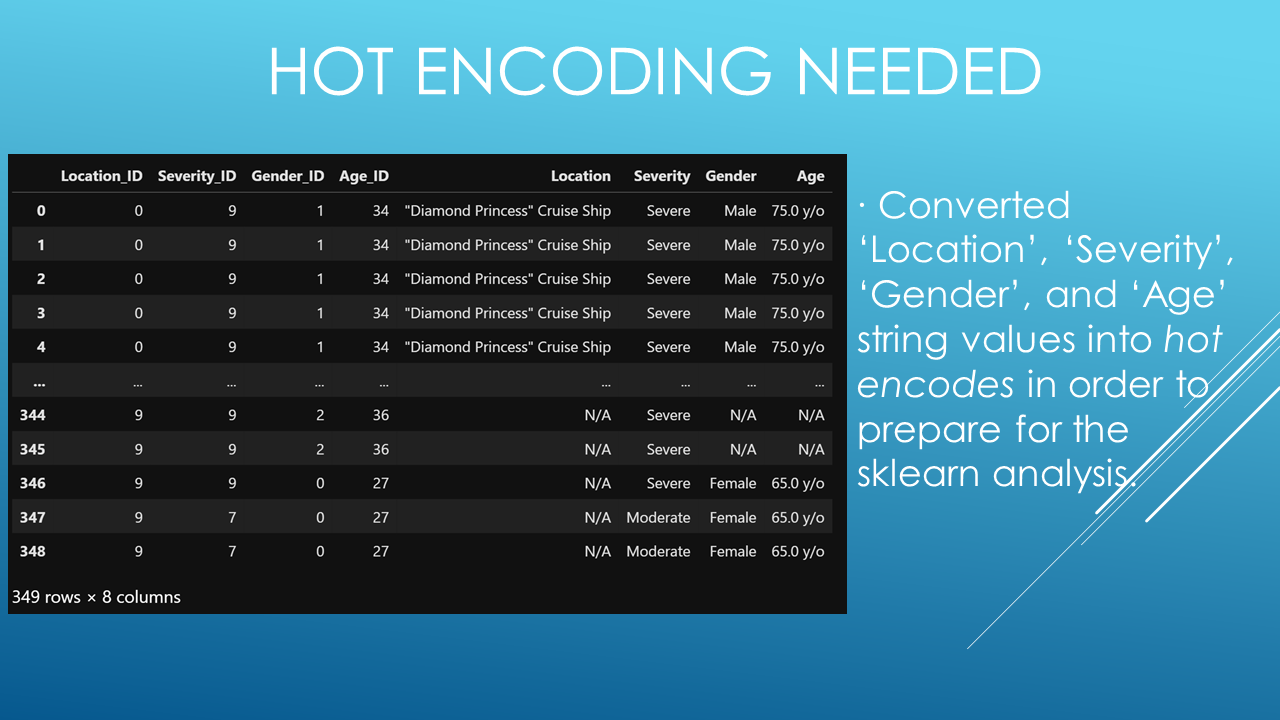 HOT ENCODING NEEDED
Location_ID Severity_ID Gender_ID Age_ID Location Severity Gender Age
0 0 9 1 34 "Diamond Princess" Cruise Ship Severe Male 75.0 y/o
1 0 9 1 34 "Diamond Princess" Cruise Ship Severe Male 75.0 y/o
2 0 9 1 34 "Diamond Princess" Cruise Ship Severe Male 75.0 y/o
3 0 9 1 34 "Diamond Princess" Cruise Ship Severe Male 75.0 y/o
4 0 9 1 34 "Diamond Princess" Cruise Ship Severe Male 75.0 y/o
... ... ... ... ... ... ... ... ...
344 9 9 2 36 N/A Severe N/A N/A
345 9 9 2 36 N/A Severe N/A N/A
346 9 9 0 27 N/A Severe Female 65.0 y/o
347 9 7 0 27 N/A Moderate Female 65.0 y/o
348 9 7 0 27 N/A Moderate Female 65.0 y/o
349 rows × 8 columns
· Converted
‘Location’, ‘Severity’,
‘Gender’, and ‘Age’
string values into hot
encodes in order to
prepare for the
sklearn analysis.